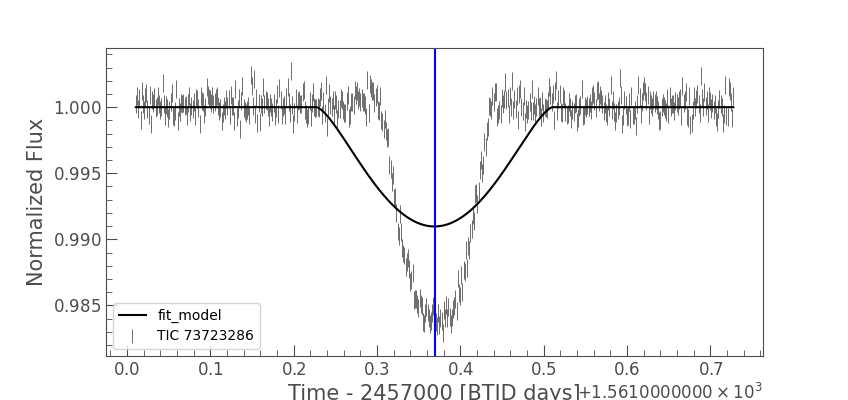 1.000
0.995
0.990
0.985
Normalized Flux
fit_model
TIC 73723286
0.0 0.1 0.2 0.3 0.4 0.5 0.6 0.7
Time - 2457000 [BTJD days]
+1.5610000000 × 10³